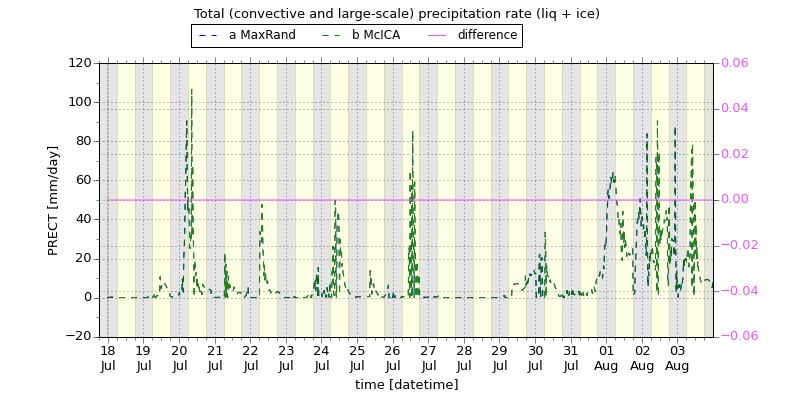 Total (convective and large-scale) precipitation rate (liq + ice)
a MaxRand b McICA difference
120 0.06
100 0.04
80 0.02
60 0.00
40 −0.02
20 −0.04
0 −0.06
−20
PRECT [mm/day]
18 19 20 21 22 23 24 25 26 27 28 29 30 31 01 02 03
Jul Jul Jul Jul Jul Jul Jul Jul Jul Jul Jul Jul Jul Jul Aug Aug Aug
time [datetime]